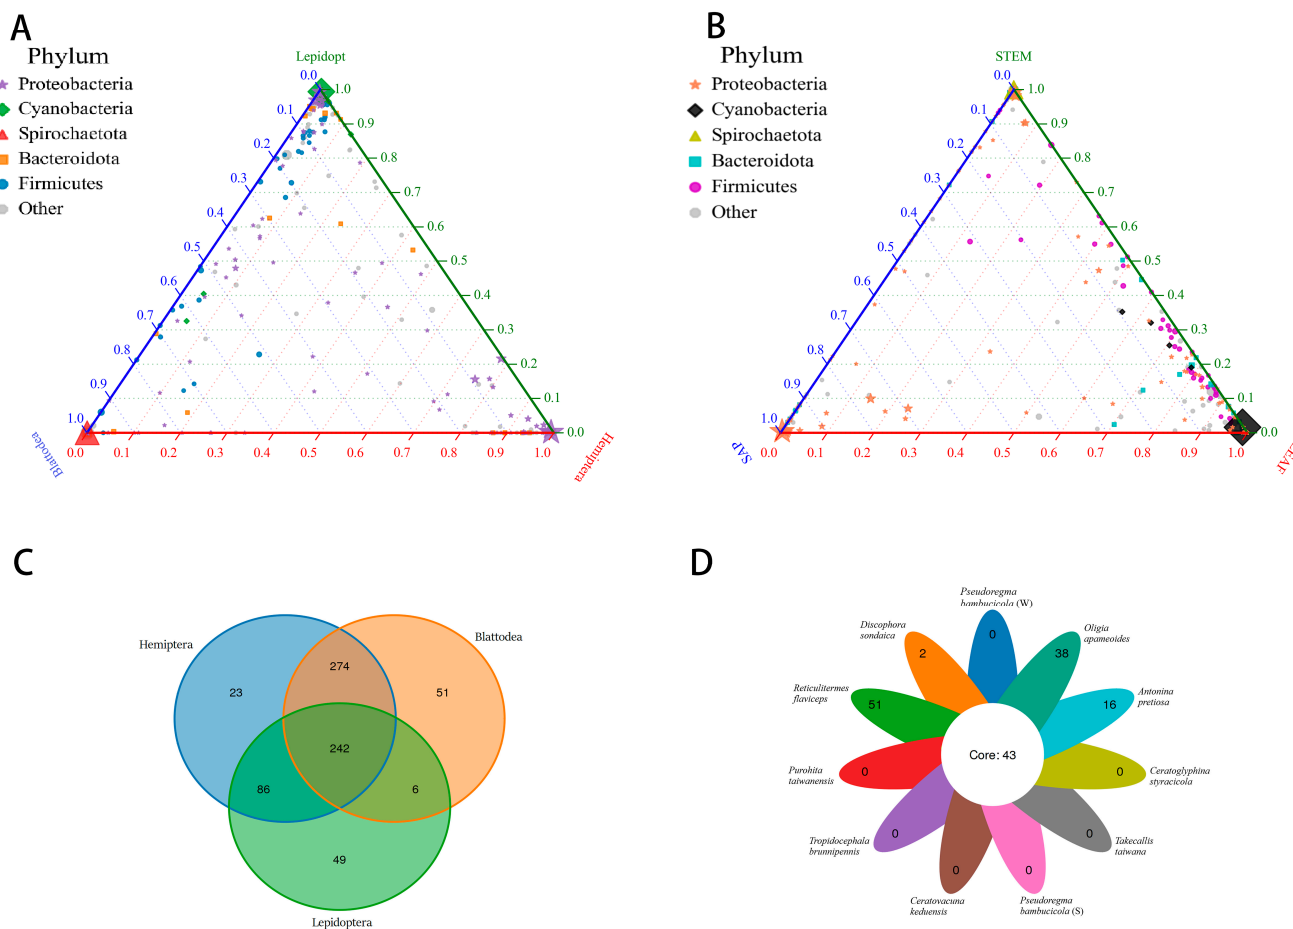 A
Phylum
Proteobacteria
Cyanobacteria
Spirochaetota
Bacteroidota
Firmicutes
Other
Lepidopt
0.0
0.1
0.2
0.3
0.4
0.5
0.6
0.7
0.8
0.9
1.0
1.0
0.9
0.8
0.7
0.6
0.5
0.4
0.3
0.2
0.1
0.0
Blattodea
0.0
0.1
0.2
0.3
0.4
0.5
0.6
0.7
0.8
0.9
1.0
Hemiptera
B
Phylum
Proteobacteria
Cyanobacteria
Spirochaetota
Bacteroidota
Firmicutes
Other
STEM
0.0
0.1
0.2
0.3
0.4
0.5
0.6
0.7
0.8
0.9
1.0
1.0
0.9
0.8
0.7
0.6
0.5
0.4
0.3
0.2
0.1
0.0
SAP
0.0
0.1
0.2
0.3
0.4
0.5
0.6
0.7
0.8
0.9
1.0
C
Hemiptera
Blattodea
274
23
51
242
86
6
49
Lepidoptera
D
Pseudoregma
bambucicola (W)
0
Discophora
sondaica
2
Oligia
apameoides
38
Reticulitermes
flaviceps
51
Antonina
pretiosa
16
Core: 43
Purohita
taiwanensis
0
Ceratoglyphina
styracicola
0
Tropidocephala
brunnipennis
0
Takecallis
taiwana
0
Ceratovacuna
keduensis
0
Pseudoregma
bambucicola (S)
0